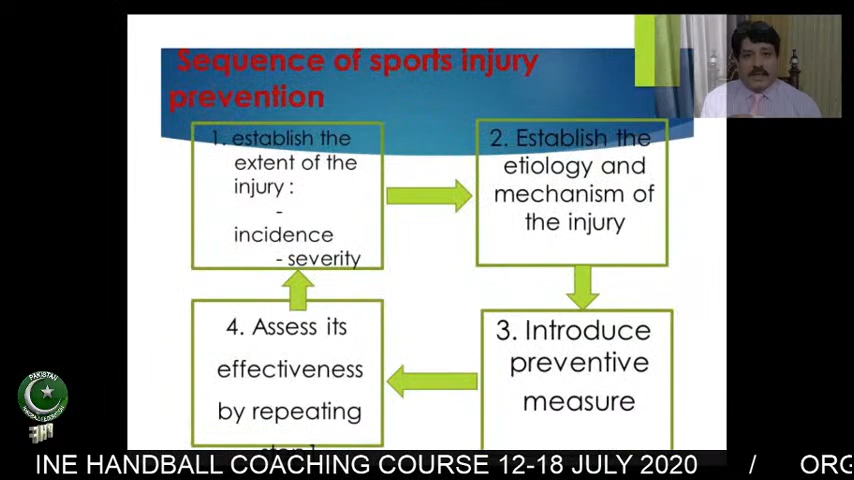 Sequence of sports injury
prevention
1. establish the
extent of the
injury :
-
incidence
- severity
2. Establish the
etiology and
mechanism of
the injury
3. Introduce
preventive
measure
4. Assess its
effectiveness
by repeating
PAKISTAN
INE HANDBALL COACHING COURSE 12-18 JULY 2020 / ORG